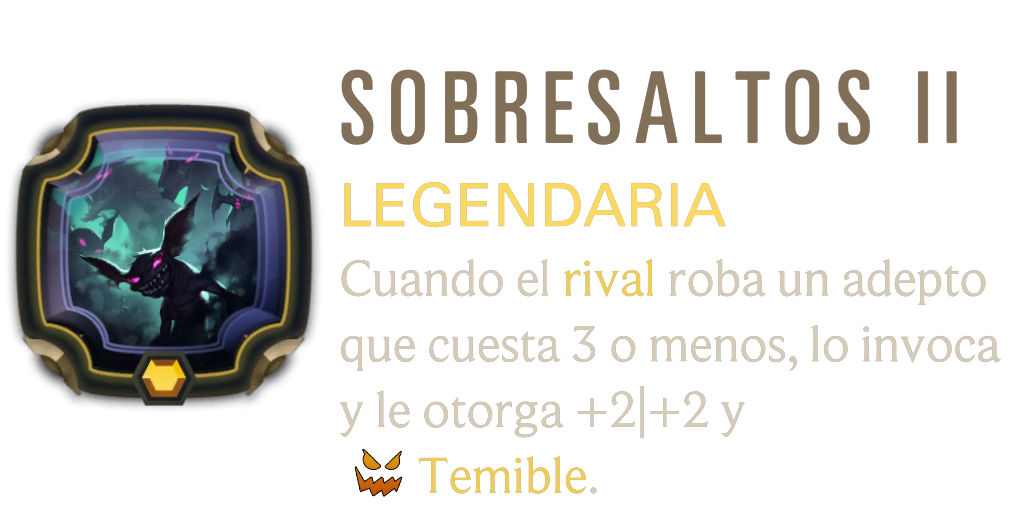 SOBRESALTOS II
LEGENDARIA
Cuando el rival roba un adepto
que cuesta 3 o menos, lo invoca
y le otorga +2|+2 y
Temible.